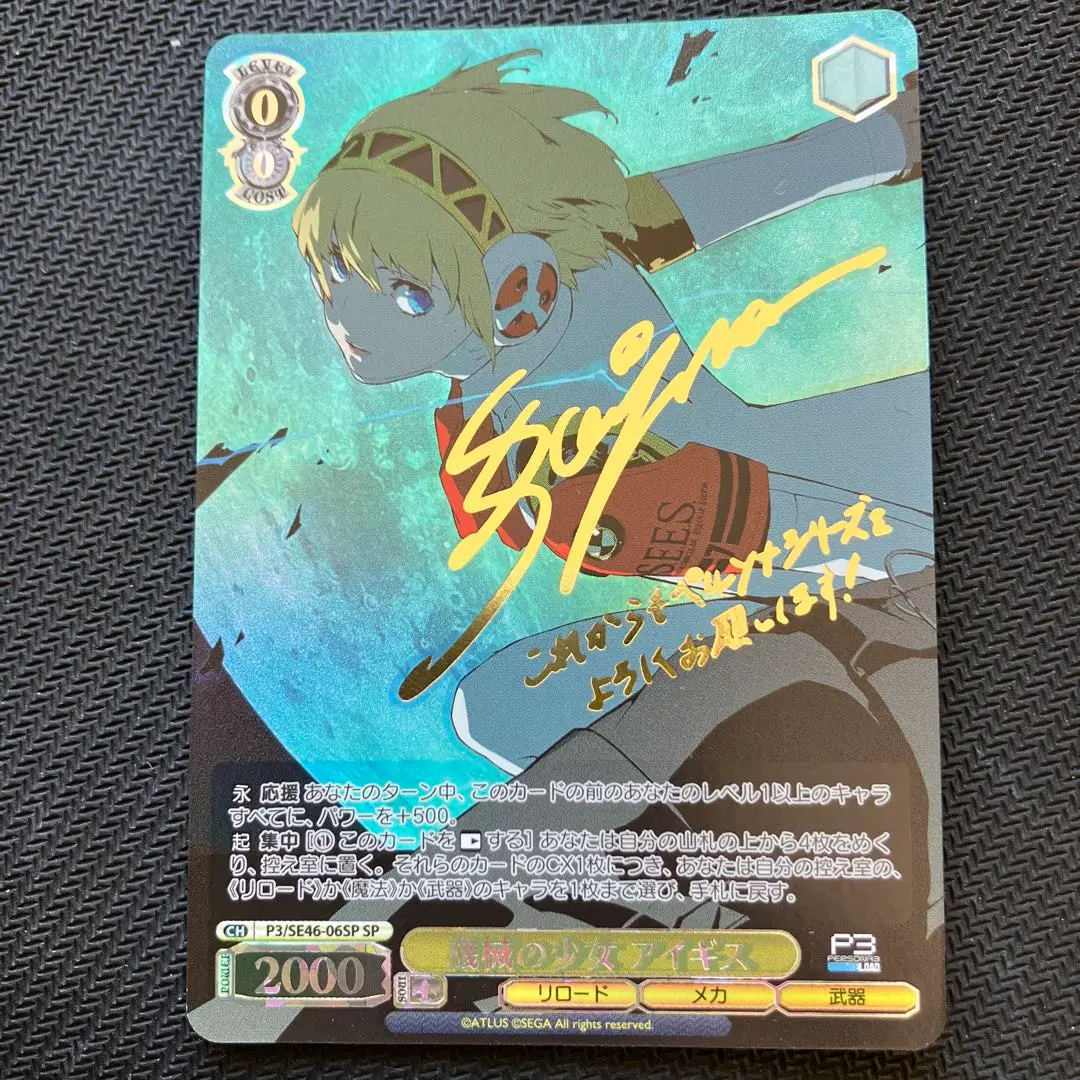 LEVEL
0
0
COST
Sojima
SEES
これからもペルソナシリーズを
よろしくお願いします!
永 応援 あなたのターン中、このカードの前のあなたのレベル1以上のキャラ
すべてに、パワーを+500。
起 集中 [① このカードを する] あなたは自分の山札の上から4枚をめく
り、控え室に置く。それらのカードのCX1枚につき、あなたは自分の控え室の、
《リロード》か《魔法》か《武器》のキャラを1枚まで選び、手札に戻す。
CH P3/SE46-06SP SP
機械の少女 アイギス
P3
PERSONA3
RELOAD
POWER 2000 SOUL 1
リロード メカ 武器
©ATLUS ©SEGA All rights reserved.